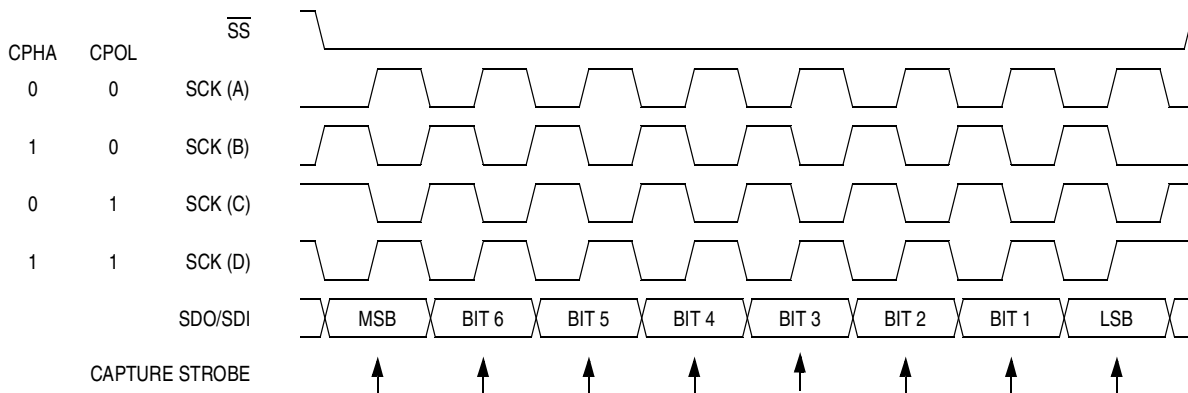 SS
CPHA CPOL
0 0 SCK (A)
1 0 SCK (B)
0 1 SCK (C)
1 1 SCK (D)
SDO/SDI MSB BIT 6 BIT 5 BIT 4 BIT 3 BIT 2 BIT 1 LSB
CAPTURE STROBE